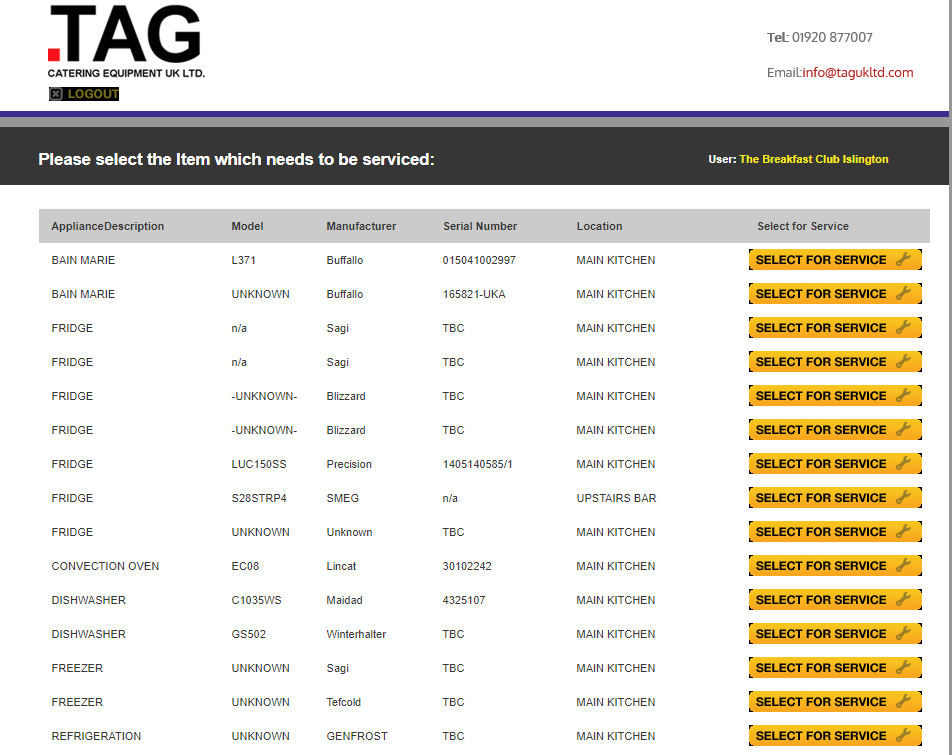 .TAG
CATERING EQUIPMENT UK LTD.
LOGOUT
Tel: 01920 877007
Email:info@tagukltd.com
Please select the Item which needs to be serviced:
User: The Breakfast Club Islington
ApplianceDescription Model Manufacturer Serial Number Location Select for Service
BAIN MARIE L371 Buffallo 015041002997 MAIN KITCHEN SELECT FOR SERVICE
BAIN MARIE UNKNOWN Buffallo 165821-UKA MAIN KITCHEN SELECT FOR SERVICE
FRIDGE n/a Sagi TBC MAIN KITCHEN SELECT FOR SERVICE
FRIDGE n/a Sagi TBC MAIN KITCHEN SELECT FOR SERVICE
FRIDGE -UNKNOWN- Blizzard TBC MAIN KITCHEN SELECT FOR SERVICE
FRIDGE -UNKNOWN- Blizzard TBC MAIN KITCHEN SELECT FOR SERVICE
FRIDGE LUC150SS Precision 1405140585/1 MAIN KITCHEN SELECT FOR SERVICE
FRIDGE S28STRP4 SMEG n/a UPSTAIRS BAR SELECT FOR SERVICE
FRIDGE UNKNOWN Unknown TBC MAIN KITCHEN SELECT FOR SERVICE
CONVECTION OVEN EC08 Lincat 30102242 MAIN KITCHEN SELECT FOR SERVICE
DISHWASHER C1035WS Maidad 4325107 MAIN KITCHEN SELECT FOR SERVICE
DISHWASHER GS502 Winterhalter TBC MAIN KITCHEN SELECT FOR SERVICE
FREEZER UNKNOWN Sagi TBC MAIN KITCHEN SELECT FOR SERVICE
FREEZER UNKNOWN Tefcold TBC MAIN KITCHEN SELECT FOR SERVICE
REFRIGERATION UNKNOWN GENFROST TBC MAIN KITCHEN SELECT FOR SERVICE